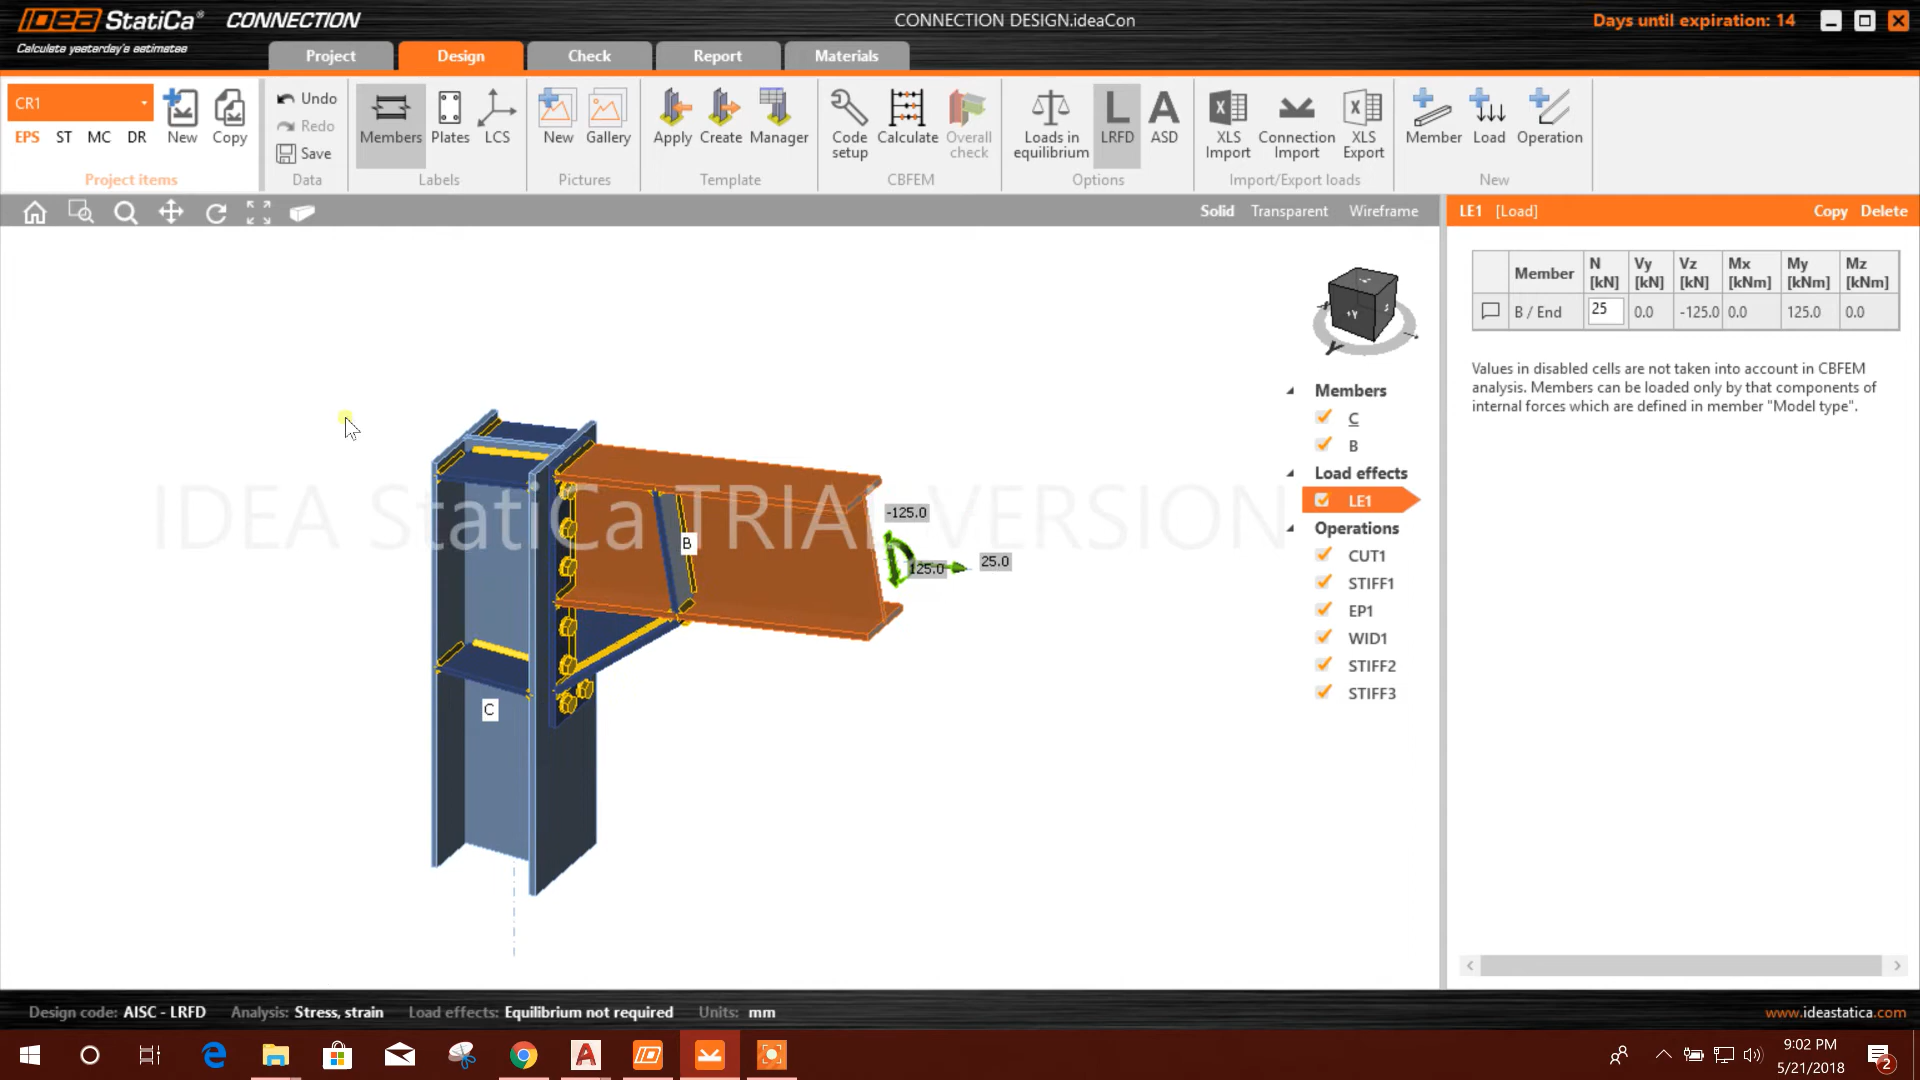 IDEA StatiCa® CONNECTION
Calculate yesterday's estimates
CONNECTION DESIGN.ideaCon
Days until expiration: 14
Project
Design
Check
Report
Materials
CR1
EPS ST MC DR
New
Copy
Project items
Undo
Redo
Save
Data
Members
Plates
LCS
Labels
New
Gallery
Pictures
Apply
Create
Manager
Template
Code
setup
Calculate
Overall
check
CBFEM
Loads in
equilibrium
L
LRFD
A
ASD
Options
XLS
Import
Connection
Import
XLS
Export
Import/Export loads
Member
Load
Operation
New
Solid Transparent Wireframe
LE1 [Load] Copy Delete
Member N [kN] Vy [kN] Vz [kN] Mx [kNm] My [kNm] Mz [kNm]
B / End 25 0.0 -125.0 0.0 125.0 0.0
Values in disabled cells are not taken into account in CBFEM
analysis. Members can be loaded only by that components of
internal forces which are defined in member "Model type".
+Y
Y
Members
C
B
Load effects
LE1
Operations
CUT1
STIFF1
EP1
WID1
STIFF2
STIFF3
IDEA StatiCa TRIAL VERSION
-125.0
B
125.0
25.0
C
Design code: AISC - LRFD Analysis: Stress, strain Load effects: Equilibrium not required Units: mm
www.ideastatica.com
9:02 PM
5/21/2018
2